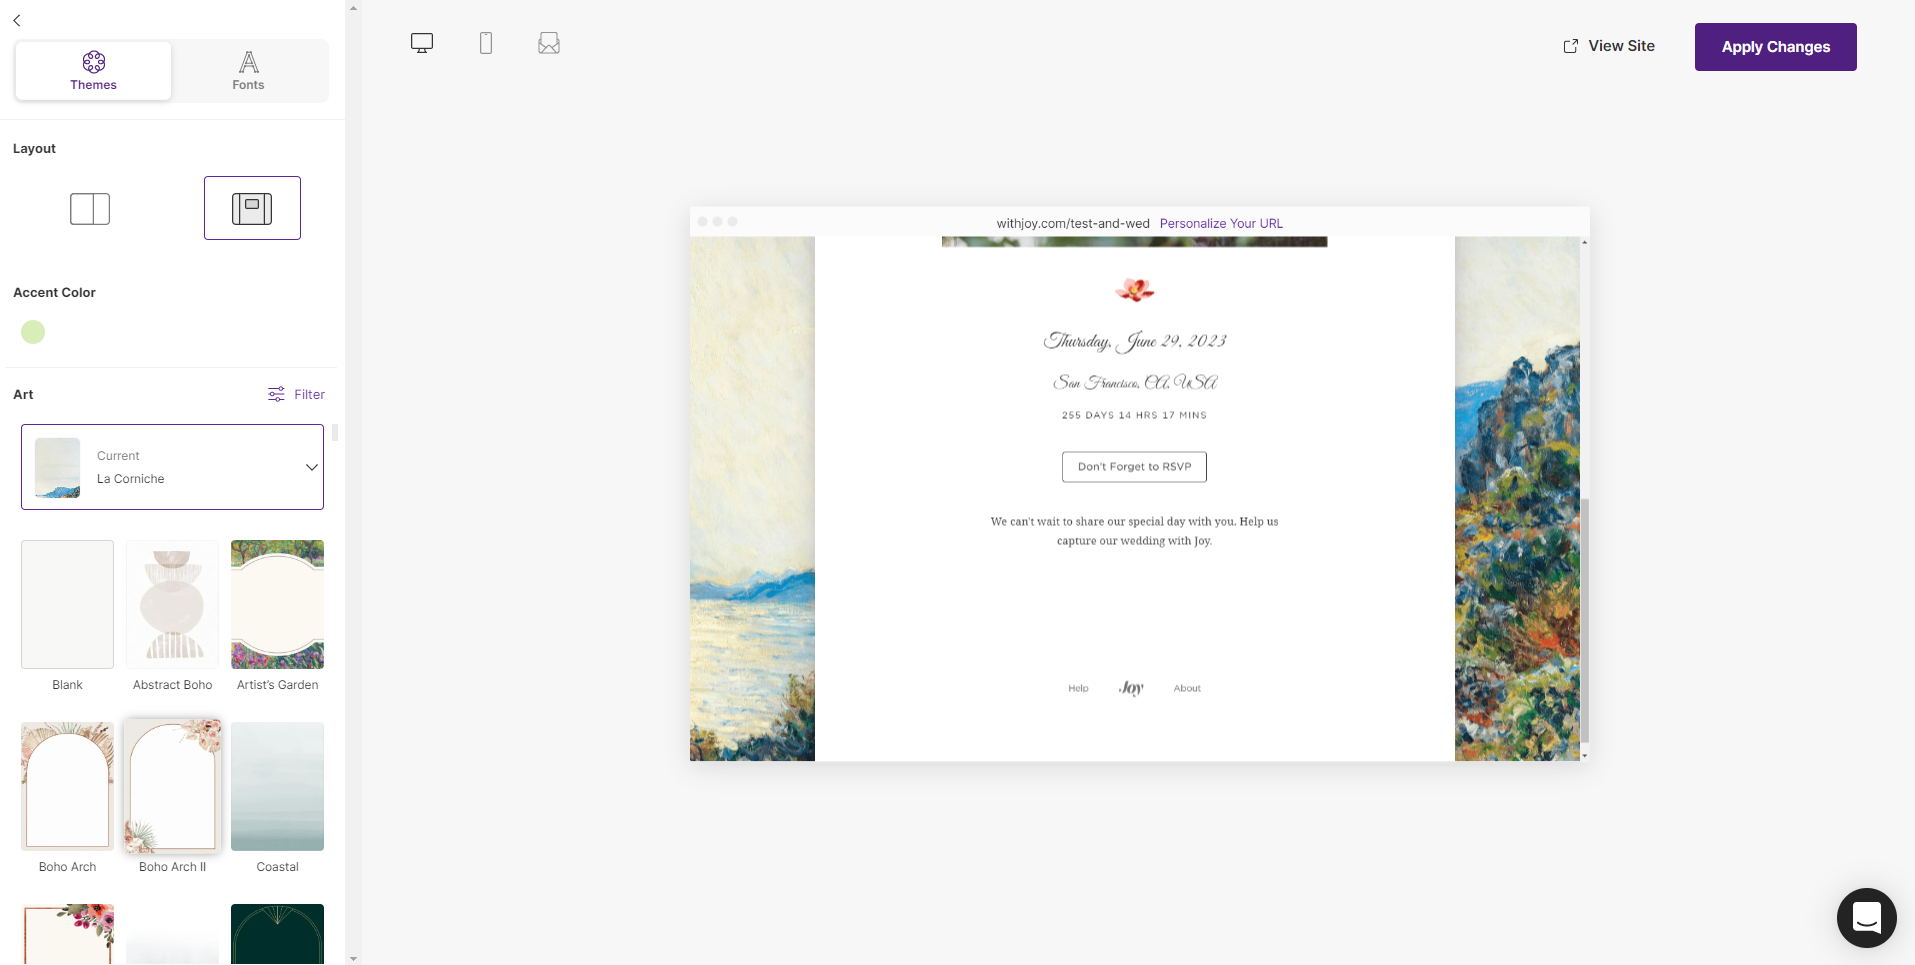 Themes
Fonts
View Site
Apply Changes
Layout
Accent Color
Art
Filter
Current
La Corniche
Blank
Abstract Boho
Artist's Garden
Boho Arch
Boho Arch II
Coastal
withjoy.com/test-and-wed Personalize Your URL
Thursday, June 29, 2023
San Francisco, CA, USA
255 DAYS 14 HRS 17 MINS
Don't Forget to RSVP
We can't wait to share our special day with you. Help us
capture our wedding with Joy.
Help Joy About